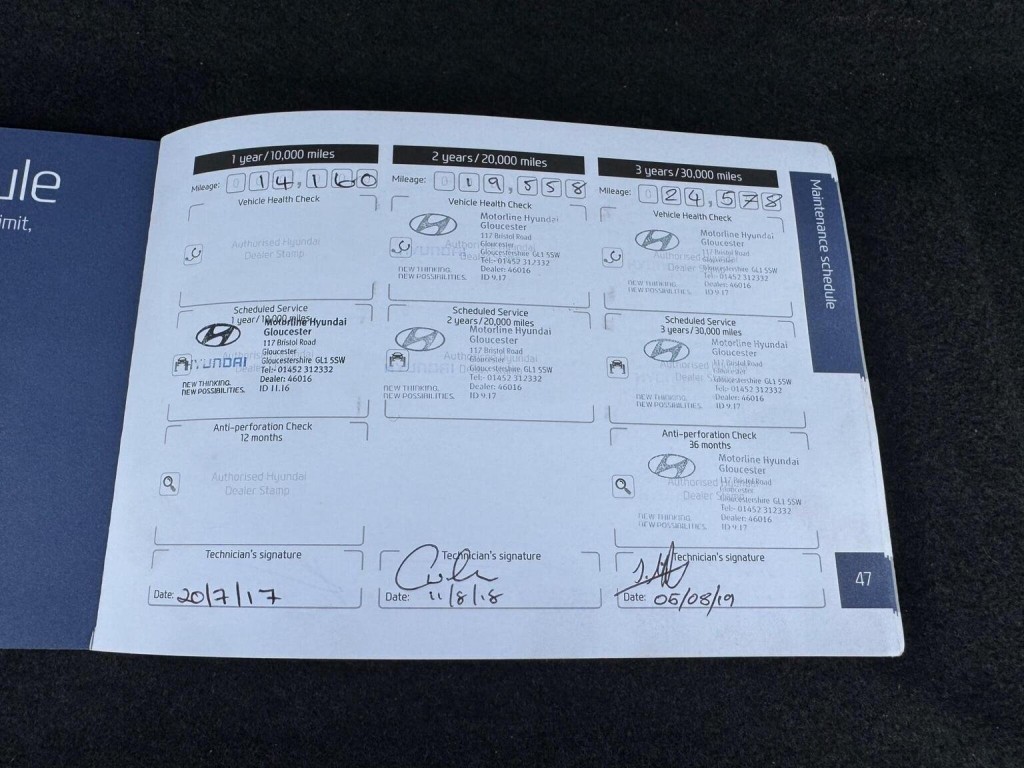 ule
imit,
1 year/10,000 miles
Mileage: 014,160
Vehicle Health Check
Authorised Hyundai
Dealer Stamp
Scheduled Service
1 year/10,000 miles
Motorline Hyundai
Gloucester
117 Bristol Road
Gloucester
Gloucestershire GL1 5SW
Tel:- 01452 312332
Dealer: 46016
ID 11.16
HYUNDAI
NEW THINKING.
NEW POSSIBILITIES.
Anti-perforation Check
12 months
Authorised Hyundai
Dealer Stamp
Technician's signature
Date: 20/7/17
2 years/20,000 miles
Mileage: 019,558
Vehicle Health Check
Motorline Hyundai
Gloucester
117 Bristol Road
Gloucester
Gloucestershire GL1 5SW
Tel:- 01452 312332
Dealer: 46016
ID 9.17
NEW THINKING.
NEW POSSIBILITIES.
Scheduled Service
2 years/20,000 miles
Motorline Hyundai
Gloucester
117 Bristol Road
Gloucester
Gloucestershire GL1 5SW
Tel:- 01452 312332
Dealer: 46016
ID 9.17
NEW THINKING.
NEW POSSIBILITIES.
Technician's signature
Date: 11/8/18
3 years/30,000 miles
Mileage: 024,578
Vehicle Health Check
Motorline Hyundai
Gloucester
117 Bristol Road
Gloucester
Gloucestershire GL1 5SW
Tel:- 01452 312332
Dealer: 46016
ID 9.17
NEW THINKING.
NEW POSSIBILITIES.
Scheduled Service
3 years/30,000 miles
Motorline Hyundai
Gloucester
117 Bristol Road
Gloucester
Gloucestershire GL1 5SW
Tel:- 01452 312332
Dealer: 46016
ID 9.17
NEW THINKING.
NEW POSSIBILITIES.
Anti-perforation Check
36 months
Motorline Hyundai
Gloucester
117 Bristol Road
Gloucester
Gloucestershire GL1 5SW
Tel:- 01452 312332
Dealer: 46016
ID 9.17
NEW THINKING.
NEW POSSIBILITIES.
Technician's signature
Date: 05/08/19
Maintenance schedule
47